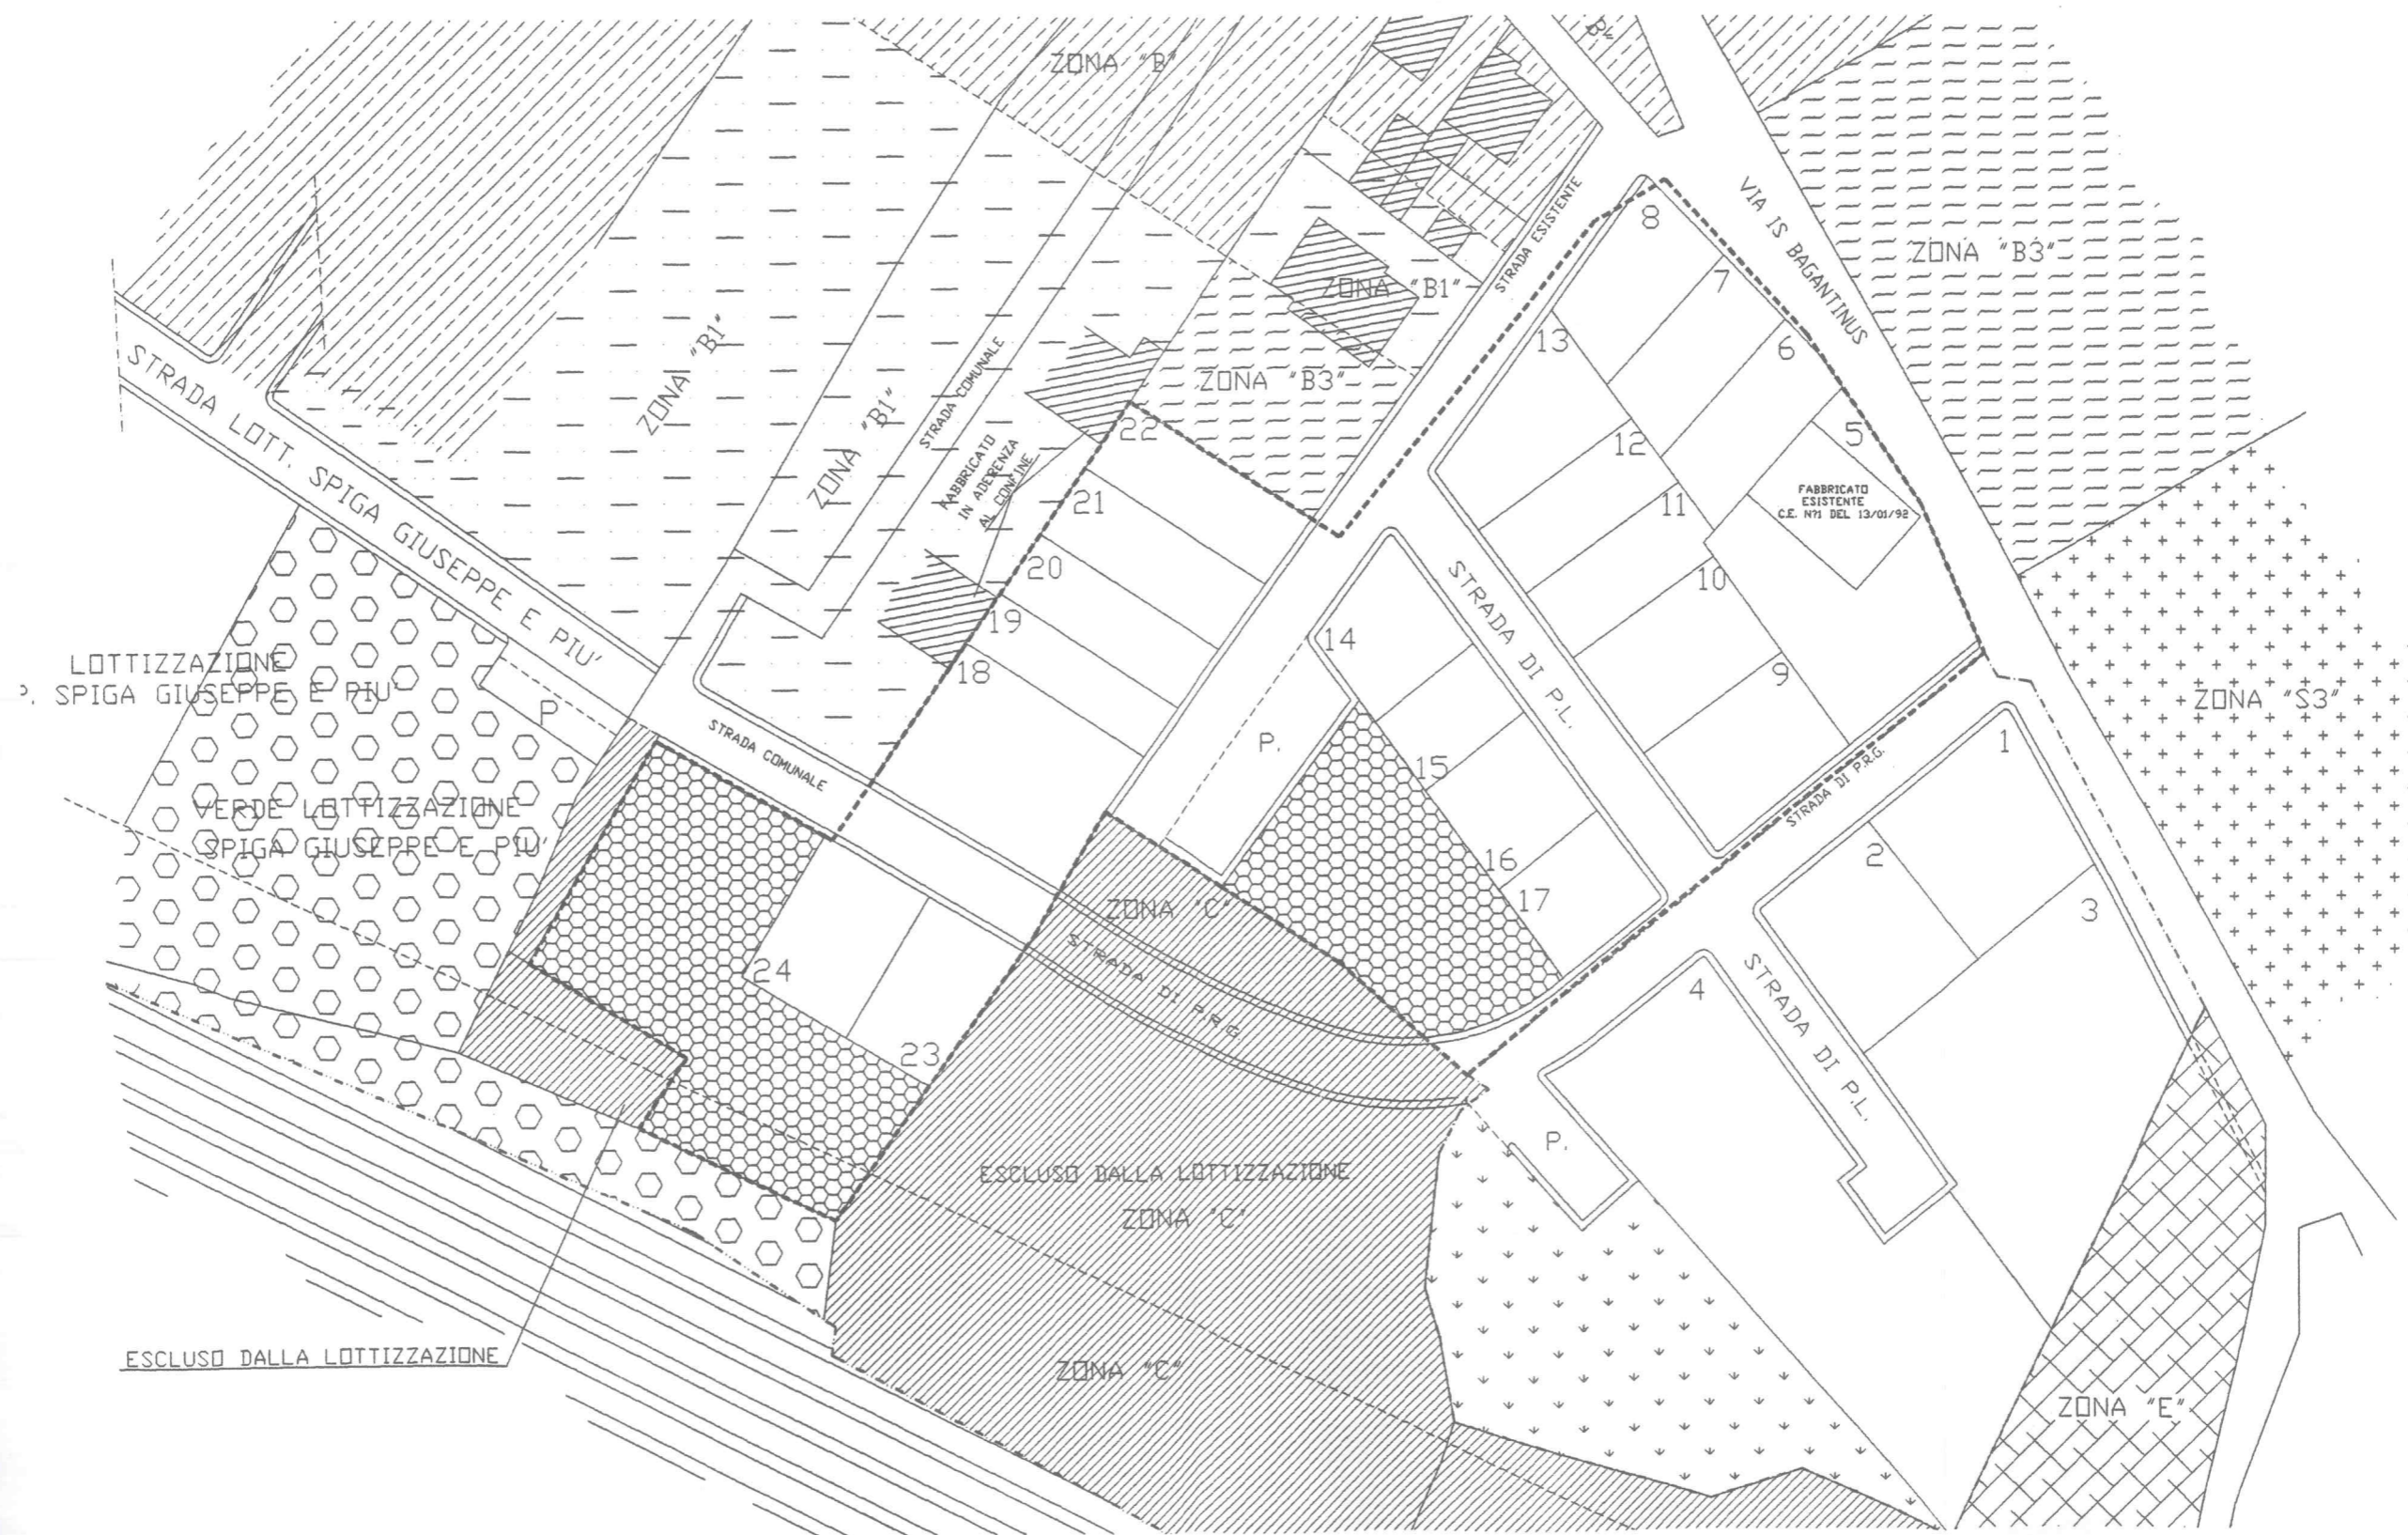 ZONA "B"
B"
STRADA ESISTENTE
8
VIA IS BAGANTINUS
ZONA "B3"
7
ZONA "B1"
13
6
ZONA "B1"
STRADA LOTT. SPIGA GIUSEPPE E PIU'
ZONA "B1"
STRADA COMUNALE
ZONA "B3"
22
12
5
FABBRICATO
IN ADERENZA
AL CONFINE
21
11
FABBRICATO
ESISTENTE
C.E. N?1 DEL 13/01/92
20
10
STRADA DI P.L.
19
14
18
9
LOTTIZZAZIONE
P. SPIGA GIUSEPPE E PIU'
ZONA "S3"
P
P.
STRADA COMUNALE
1
15
STRADA DI P.R.G.
VERDE LOTTIZZAZIONE
SPIGA GIUSEPPE E PIU'
16
2
17
ZONA "C"
3
STRADA DI P.R.G.
24
4
STRADA DI P.L.
23
P.
ESCLUSO DALLA LOTTIZZAZIONE
ZONA "C"
ESCLUSO DALLA LOTTIZZAZIONE
ZONA "C"
ZONA "E"